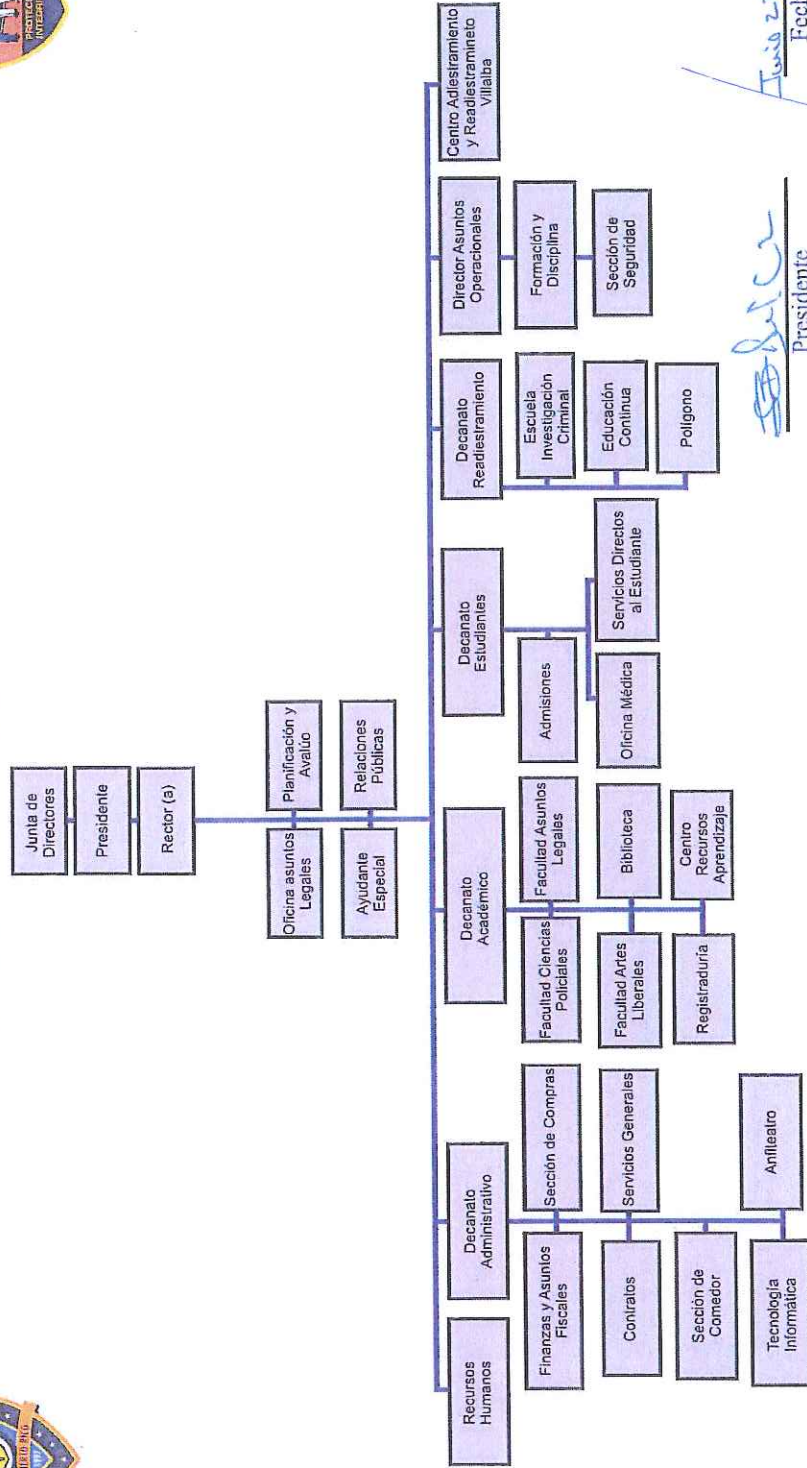 PROTECC
INTEGRID
Junta de
Directores
Presidente
Rector (a)
Oficina asuntos
Legales
Planificación y
Avalúo
Ayudante
Especial
Relaciones
Públicas
Recursos
Humanos
Decanato
Administrativo
Decanato
Académico
Decanato
Estudiantes
Decanato
Readiestramiento
Director Asuntos
Operacionales
Centro Adiestramiento
y Readiestramineto
Villalba
Finanzas y Asuntos
Fiscales
Sección de Compras
Contratos
Servicios Generales
Sección de
Comedor
Tecnología
Informática
Anfiteatro
Facultad Ciencias
Policiales
Facultad Asuntos
Legales
Facultad Artes
Liberales
Biblioteca
Registraduría
Centro
Recursos
Aprendizaje
Admisiones
Oficina Médica
Servicios Directos
al Estudiante
Escuela
Investigación
Criminal
Educación
Continua
Polígono
Formación y
Disciplina
Sección de
Seguridad
Presidente
Fecl